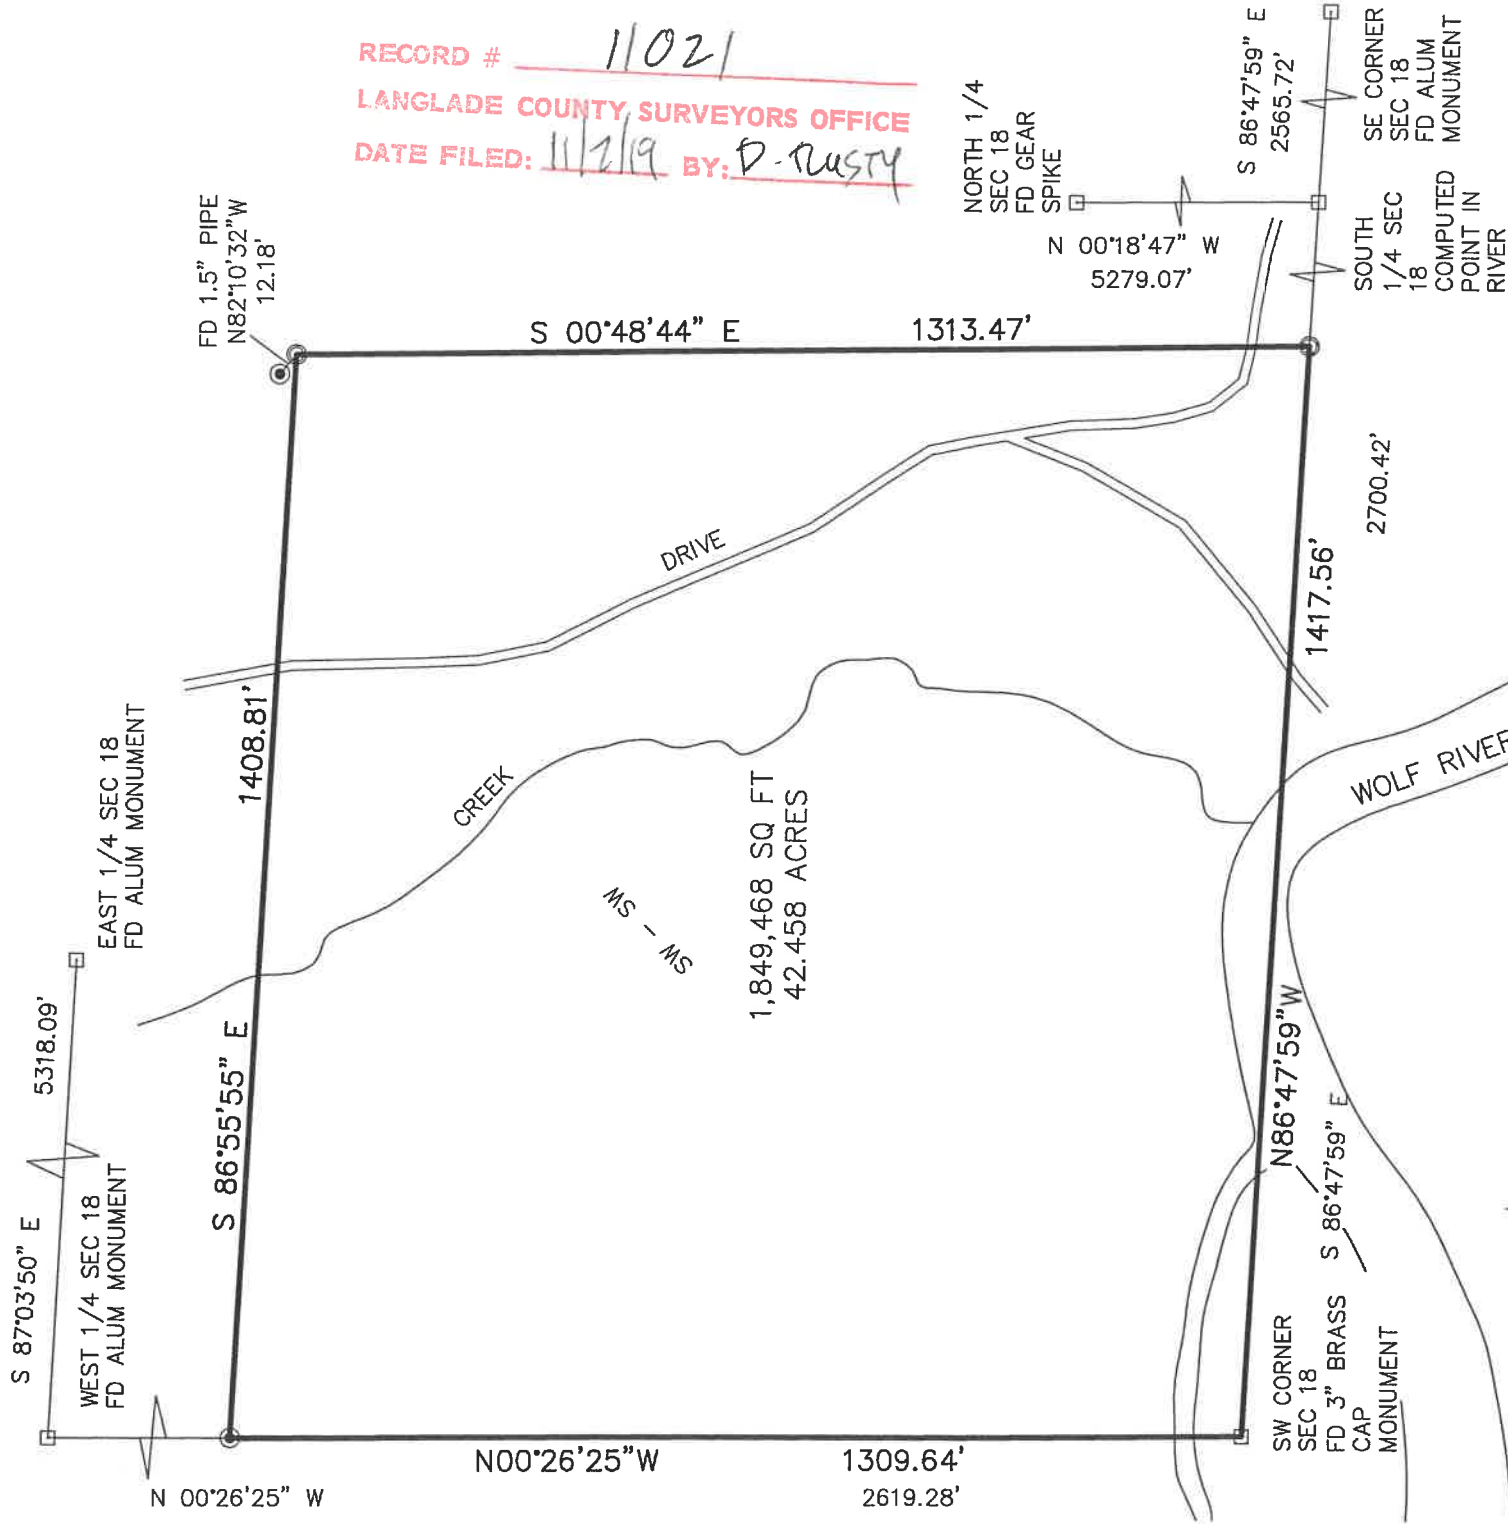 RECORD # 11021
LANGLADE COUNTY SURVEYORS OFFICE
DATE FILED: 11/2/19 BY: D. RUSTY
FD 1.5" PIPE
N82°10'32"W
12.18'
NORTH 1/4
SEC 18
FD GEAR
SPIKE
N 00°18'47" W
5279.07'
S 86°47'59" E
2565.72'
SE CORNER
SEC 18
FD ALUM
MONUMENT
SOUTH
1/4 SEC
18
COMPUTED
POINT IN
RIVER
S 00°48'44" E 1313.47'
S 87°03'50" E 5318.09'
EAST 1/4 SEC 18
FD ALUM MONUMENT
WEST 1/4 SEC 18
FD ALUM MONUMENT
S 86°55'55" E 1408.81'
DRIVE
CREEK
SW - SW
1,849,468 SQ FT
42.458 ACRES
N 00°26'25" W
N00°26'25"W 1309.64'
2619.28'
N86°47'59"W 1417.56'
S 86°47'59" E 2700.42'
WOLF RIVER
SW CORNER
SEC 18
FD 3" BRASS
CAP
MONUMENT